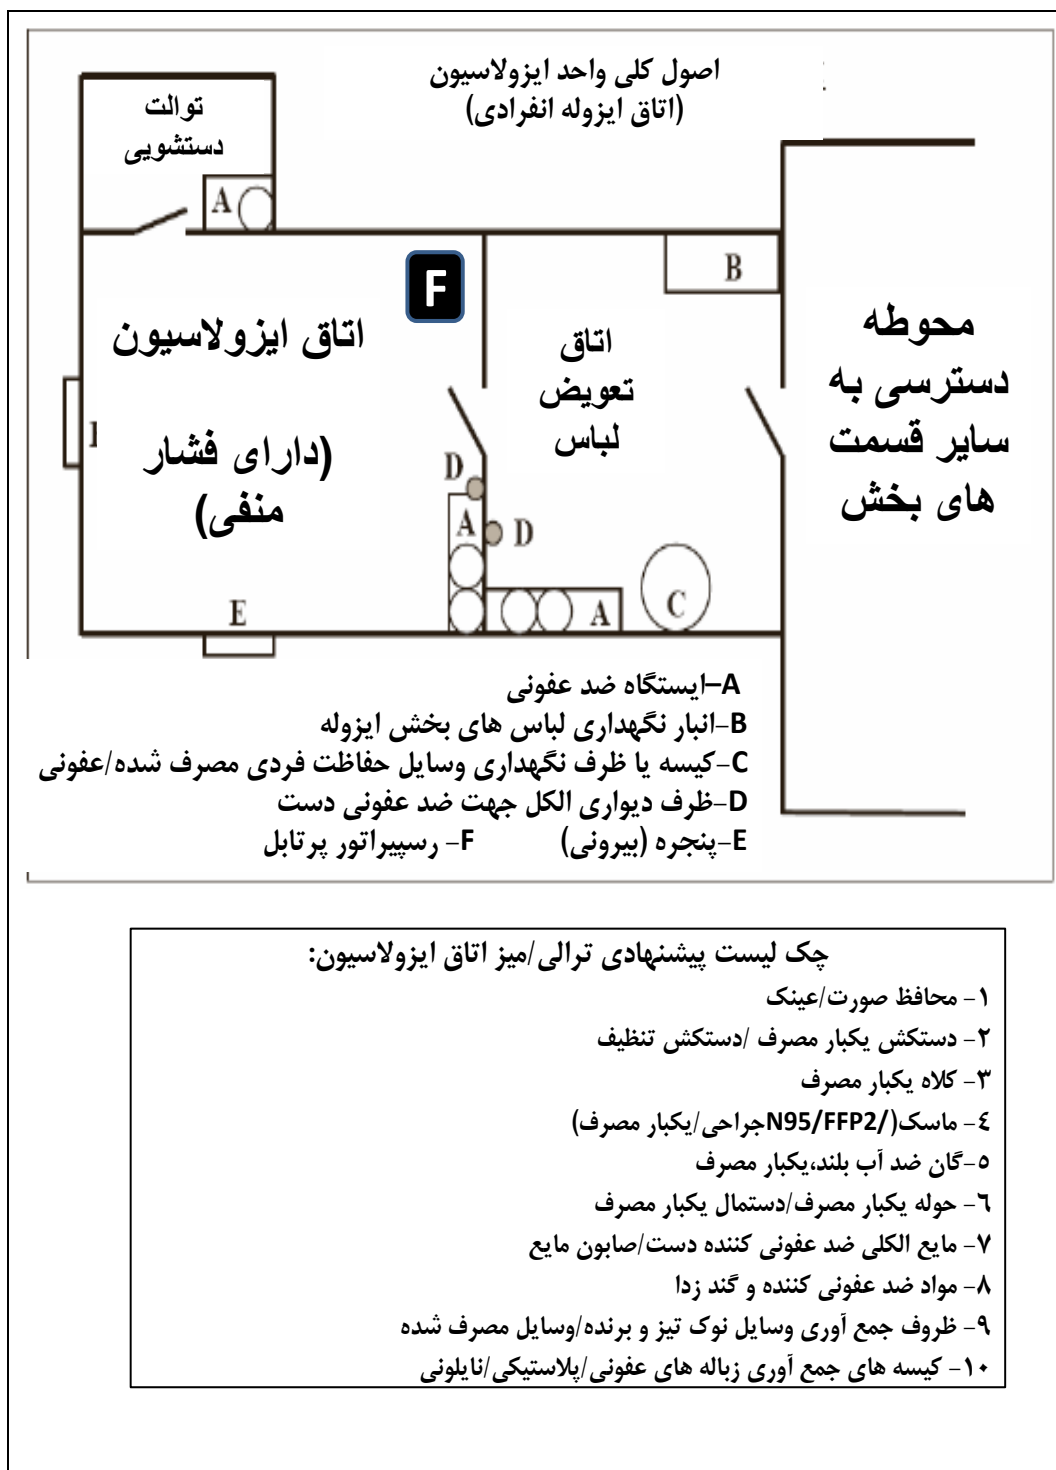 اصول کلی واحد ایزولاسیون
(اتاق ایزوله انفرادی)
توالت
دستشویی
A
F
B
اتاق ایزولاسیون
(دارای فشار
منفی)
اتاق
تعویض
لباس
محوطه
دسترسی به
سایر قسمت
های بخش
D
A
D
E
A
C
A–ایستگاه ضد عفونی
B-انبار نگهداری لباس های بخش ایزوله
C-کیسه یا ظرف نگهداری وسایل حفاظت فردی مصرف شده/عفونی
D-ظرف دیواری الکل جهت ضد عفونی دست
E-پنجره (بیرونی) F- رسپیراتور پرتابل
چک لیست پیشنهادی ترالی/میز اتاق ایزولاسیون:
۱- محافظ صورت/عینک
۲- دستکش یکبار مصرف /دستکش تنظیف
۳- کلاه یکبار مصرف
٤- ماسک(/N95/FFP2جراحی/یکبار مصرف)
٥-گان ضد آب بلند،یکبار مصرف
٦- حوله یکبار مصرف/دستمال یکبار مصرف
۷- مایع الکلی ضد عفونی کننده دست/صابون مایع
۸- مواد ضد عفونی کننده و گند زدا
۹- ظروف جمع آوری وسایل نوک تیز و برنده/وسایل مصرف شده
۱۰- کیسه های جمع آوری زباله های عفونی/پلاستیکی/نایلونی